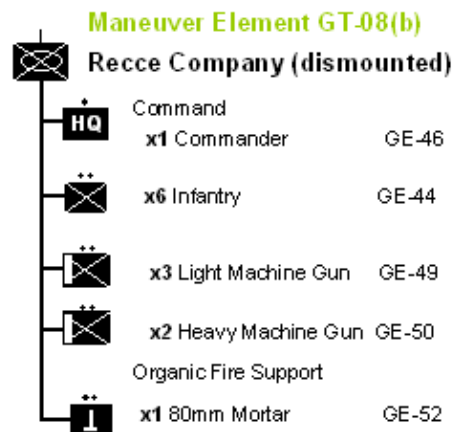 Maneuver Element GT-08(b)
Recce Company (dismounted)
Command
HQ x1 Commander GE-46
x6 Infantry GE-44
x3 Light Machine Gun GE-49
x2 Heavy Machine Gun GE-50
Organic Fire Support
x1 80mm Mortar GE-52